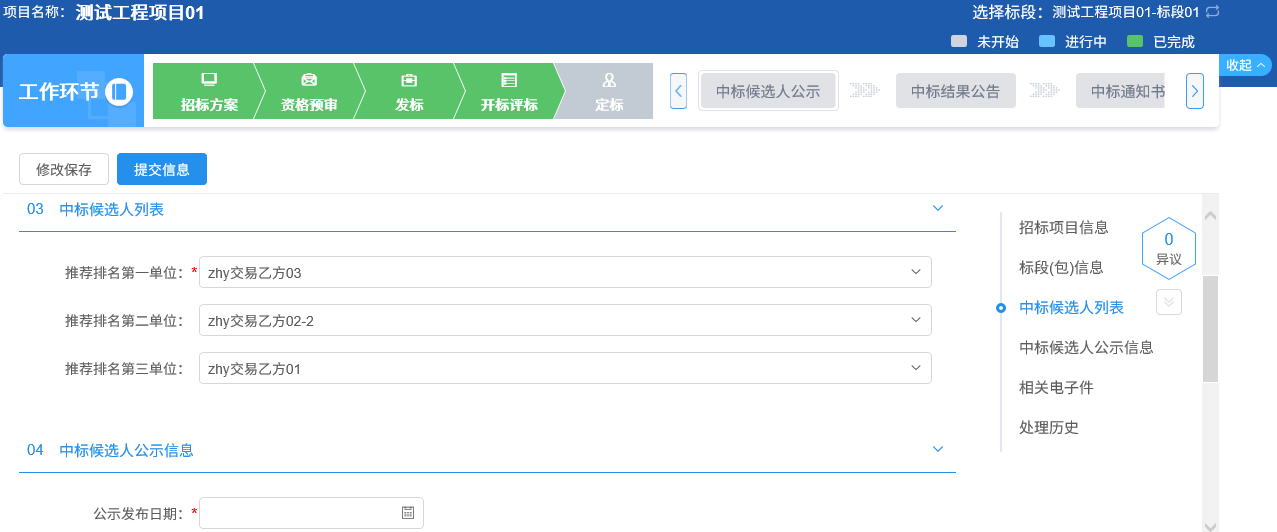 项目名称： 测试工程项目01
选择标段： 测试工程项目01-标段01
未开始 进行中 已完成
收起
工作环节
招标方案 资格预审 发标 开标评标 定标
中标候选人公示 中标结果公告 中标通知书
修改保存 提交信息
03 中标候选人列表
推荐排名第一单位：* zhy交易乙方03
推荐排名第二单位： zhy交易乙方02-2
推荐排名第三单位： zhy交易乙方01
04 中标候选人公示信息
公示发布日期：*
招标项目信息
标段(包)信息
中标候选人列表
中标候选人公示信息
相关电子件
处理历史
0
异议